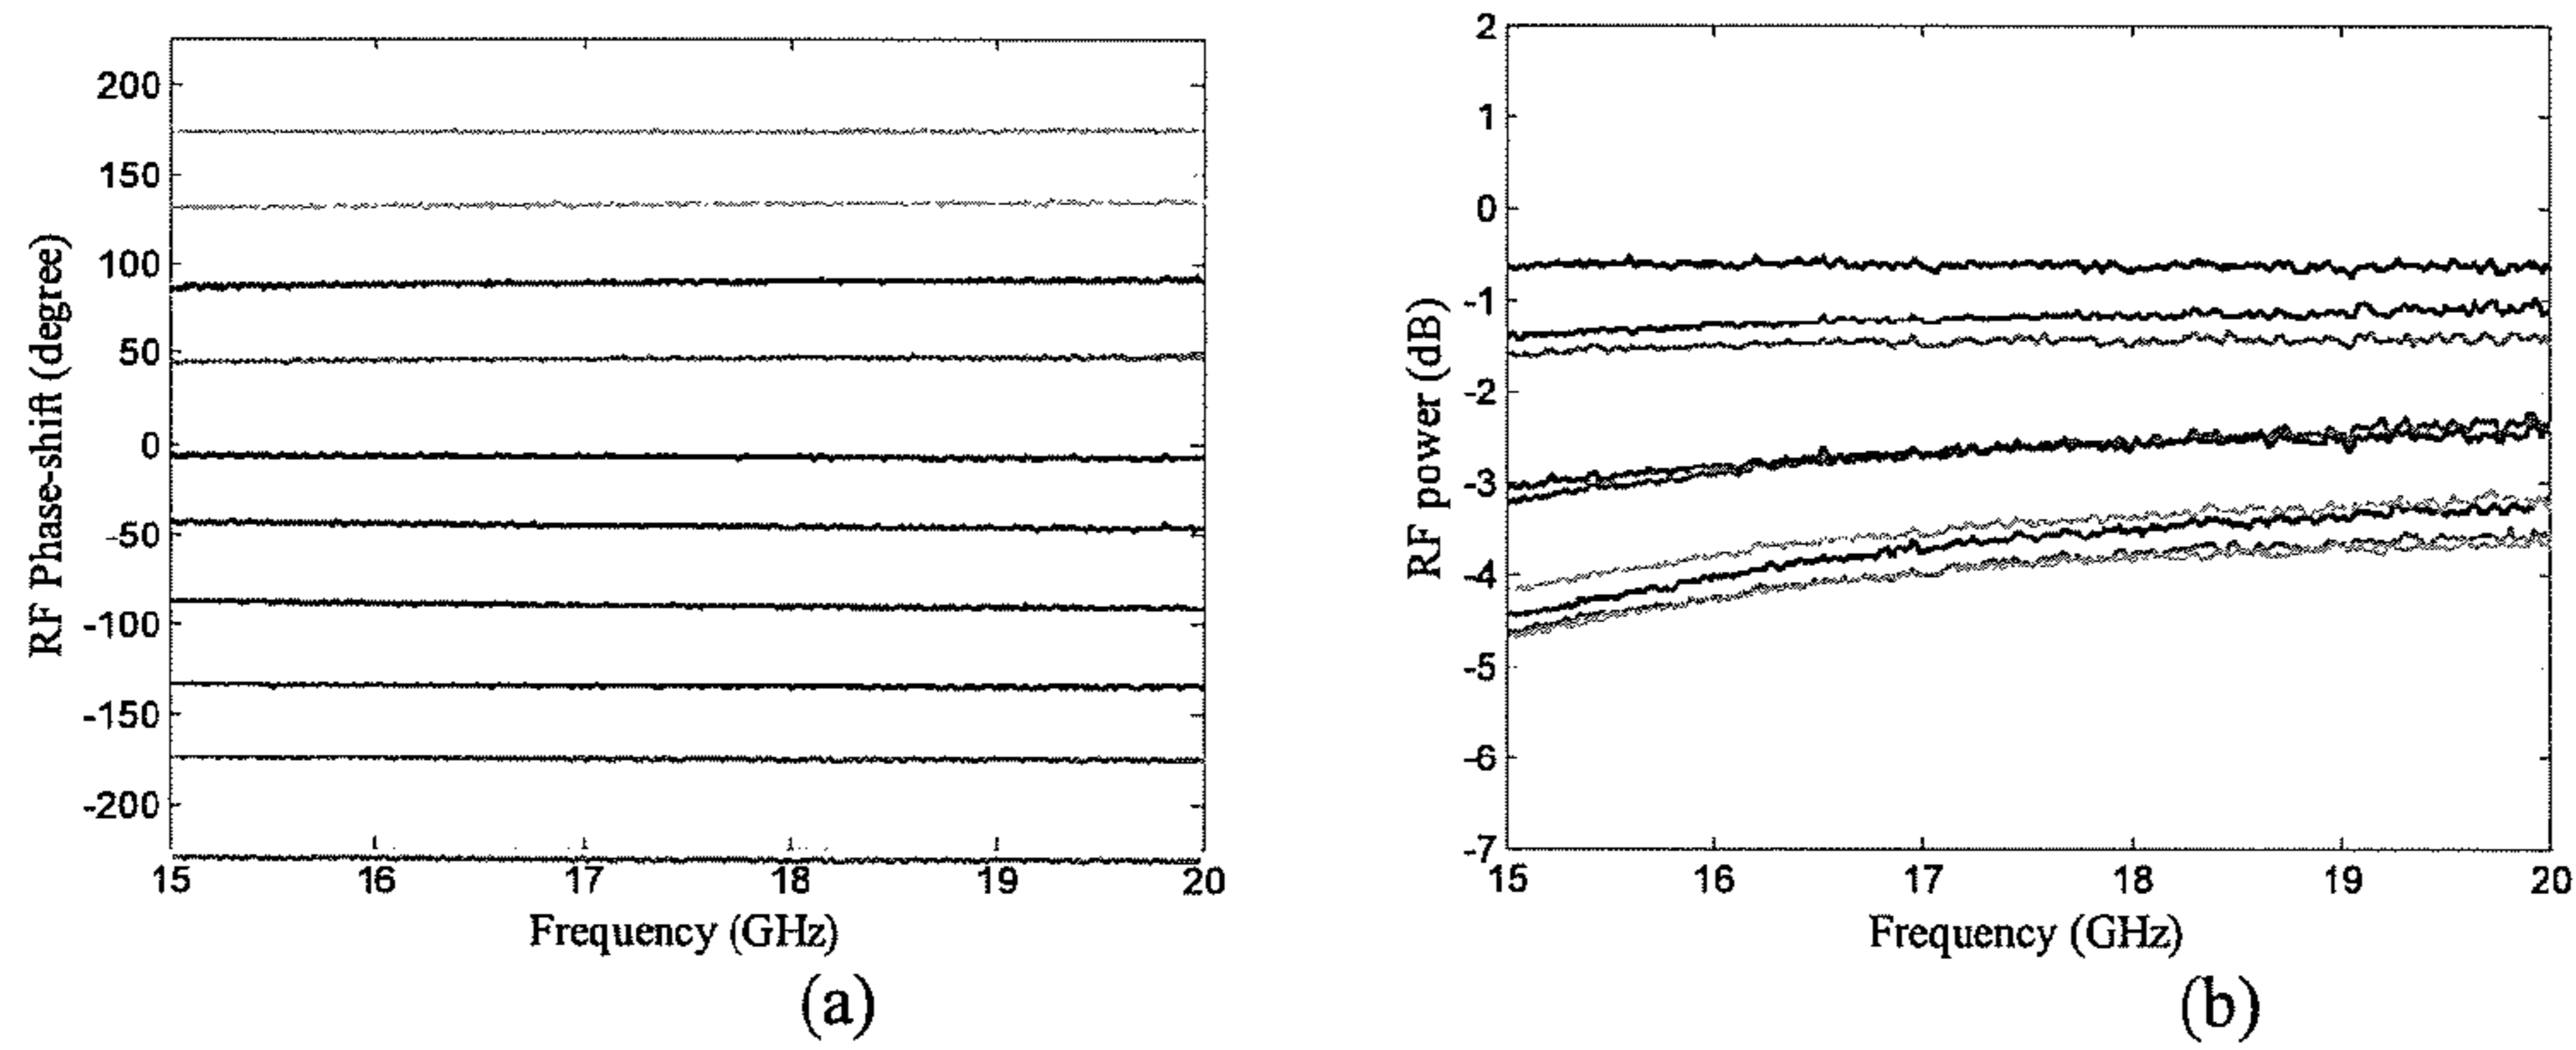 RF Phase-shift (degree)
200
150
100
50
0
-50
-100
-150
-200
15 16 17 18 19 20
Frequency (GHz)
(a)
RF power (dB)
2
1
0
-1
-2
-3
-4
-5
-6
-7
15 16 17 18 19 20
Frequency (GHz)
(b)